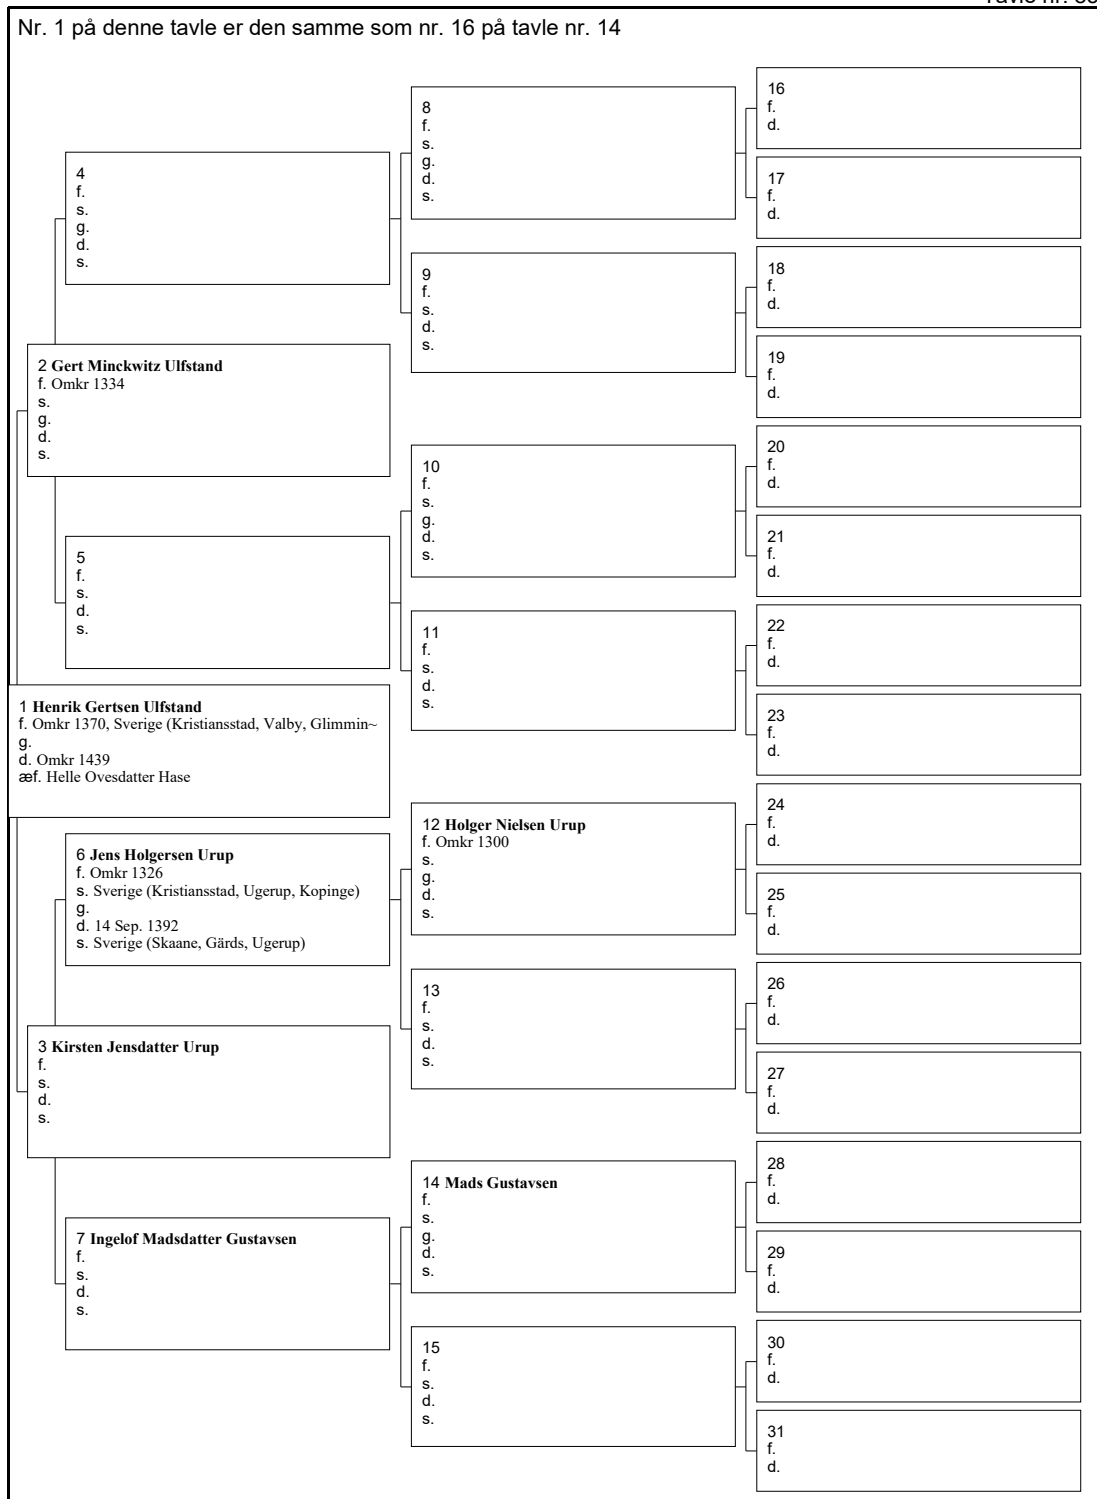 Nr. 1 på denne tavle er den samme som nr. 16 på tavle nr. 14
16
f.
d.
8
f.
s.
g.
d.
s.
17
f.
d.
4
f.
s.
g.
d.
s.
18
f.
d.
9
f.
s.
d.
s.
19
f.
d.
2 Gert Minckwitz Ulfstand
f. Omkr 1334
s.
g.
d.
s.
20
f.
d.
10
f.
s.
g.
d.
s.
21
f.
d.
5
f.
s.
d.
s.
22
f.
d.
11
f.
s.
d.
s.
23
f.
d.
1 Henrik Gertsen Ulfstand
f. Omkr 1370, Sverige (Kristiansstad, Valby, Glimmin~
g.
d. Omkr 1439
æf. Helle Ovesdatter Hase
24
f.
d.
12 Holger Nielsen Urup
f. Omkr 1300
s.
g.
d.
s.
25
f.
d.
6 Jens Holgersen Urup
f. Omkr 1326
s. Sverige (Kristiansstad, Ugerup, Kopinge)
g.
d. 14 Sep. 1392
s. Sverige (Skaane, Gärds, Ugerup)
26
f.
d.
13
f.
s.
d.
s.
27
f.
d.
3 Kirsten Jensdatter Urup
f.
s.
d.
s.
28
f.
d.
14 Mads Gustavsen
f.
s.
g.
d.
s.
29
f.
d.
7 Ingelof Madsdatter Gustavsen
f.
s.
d.
s.
30
f.
d.
15
f.
s.
d.
s.
31
f.
d.